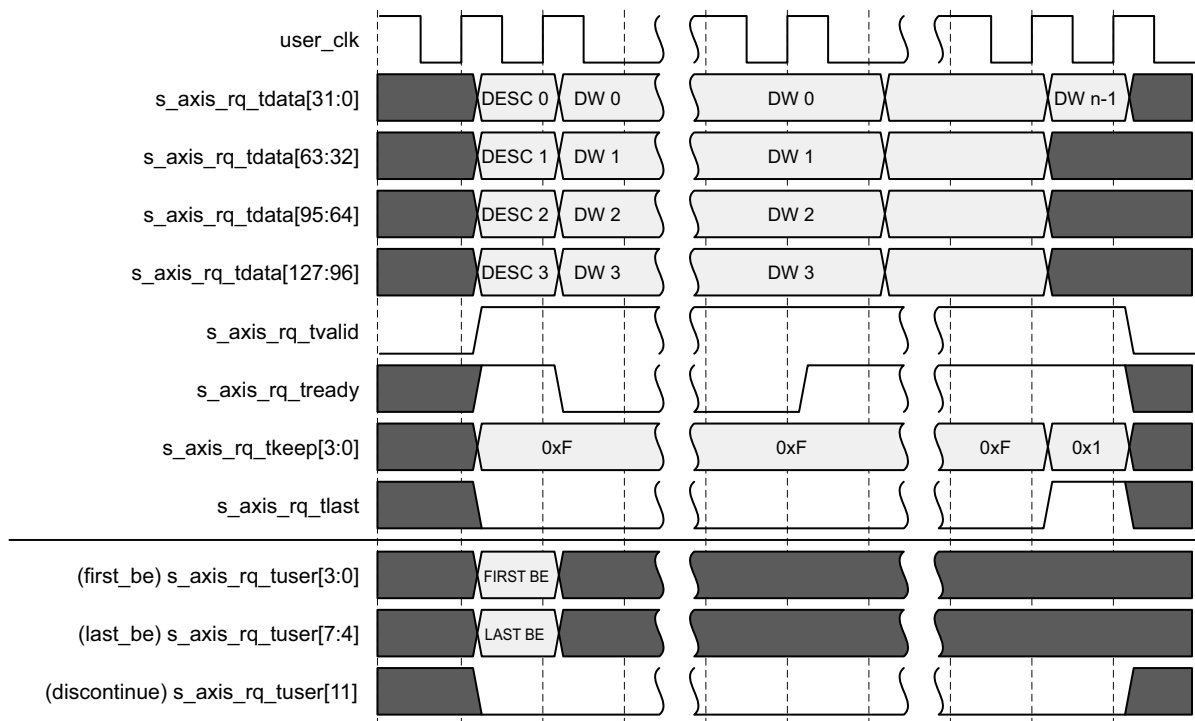 user_clk
s_axis_rq_tdata[31:0] DESC 0 DW 0 DW 0 DW n-1
s_axis_rq_tdata[63:32] DESC 1 DW 1 DW 1
s_axis_rq_tdata[95:64] DESC 2 DW 2 DW 2
s_axis_rq_tdata[127:96] DESC 3 DW 3 DW 3
s_axis_rq_tvalid
s_axis_rq_tready
s_axis_rq_tkeep[3:0] 0xF 0xF 0xF 0x1
s_axis_rq_tlast
(first_be) s_axis_rq_tuser[3:0] FIRST BE
(last_be) s_axis_rq_tuser[7:4] LAST BE
(discontinue) s_axis_rq_tuser[11]